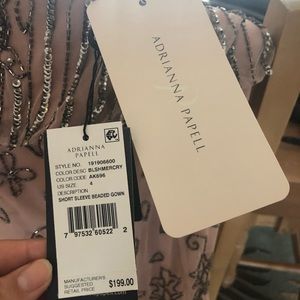 ADRIANNA PAPELL
ADRIANNA
PAPELL
STYLE NO. 191906600
COLOR DESC BLSHMERCRY
COLOR CODE AK696
US SIZE 4
DESCRIPTION
SHORT SLEEVE BEADED GOWN
7 97532 60522 2
MANUFACTURER'S
SUGGESTED
RETAIL PRICE $199.00